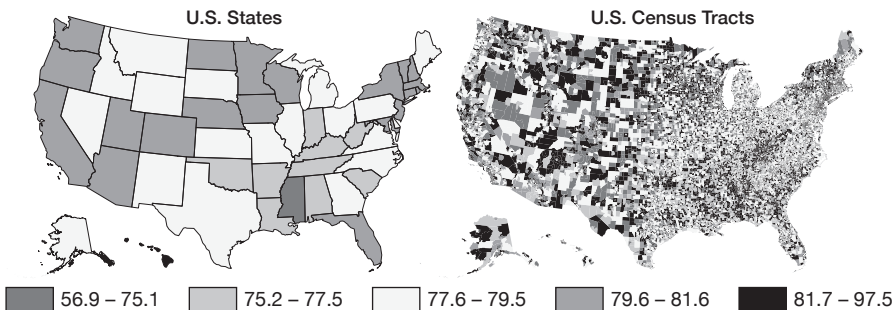 U.S. States
U.S. Census Tracts
56.9 – 75.1
75.2 – 77.5
77.6 – 79.5
79.6 – 81.6
81.7 – 97.5